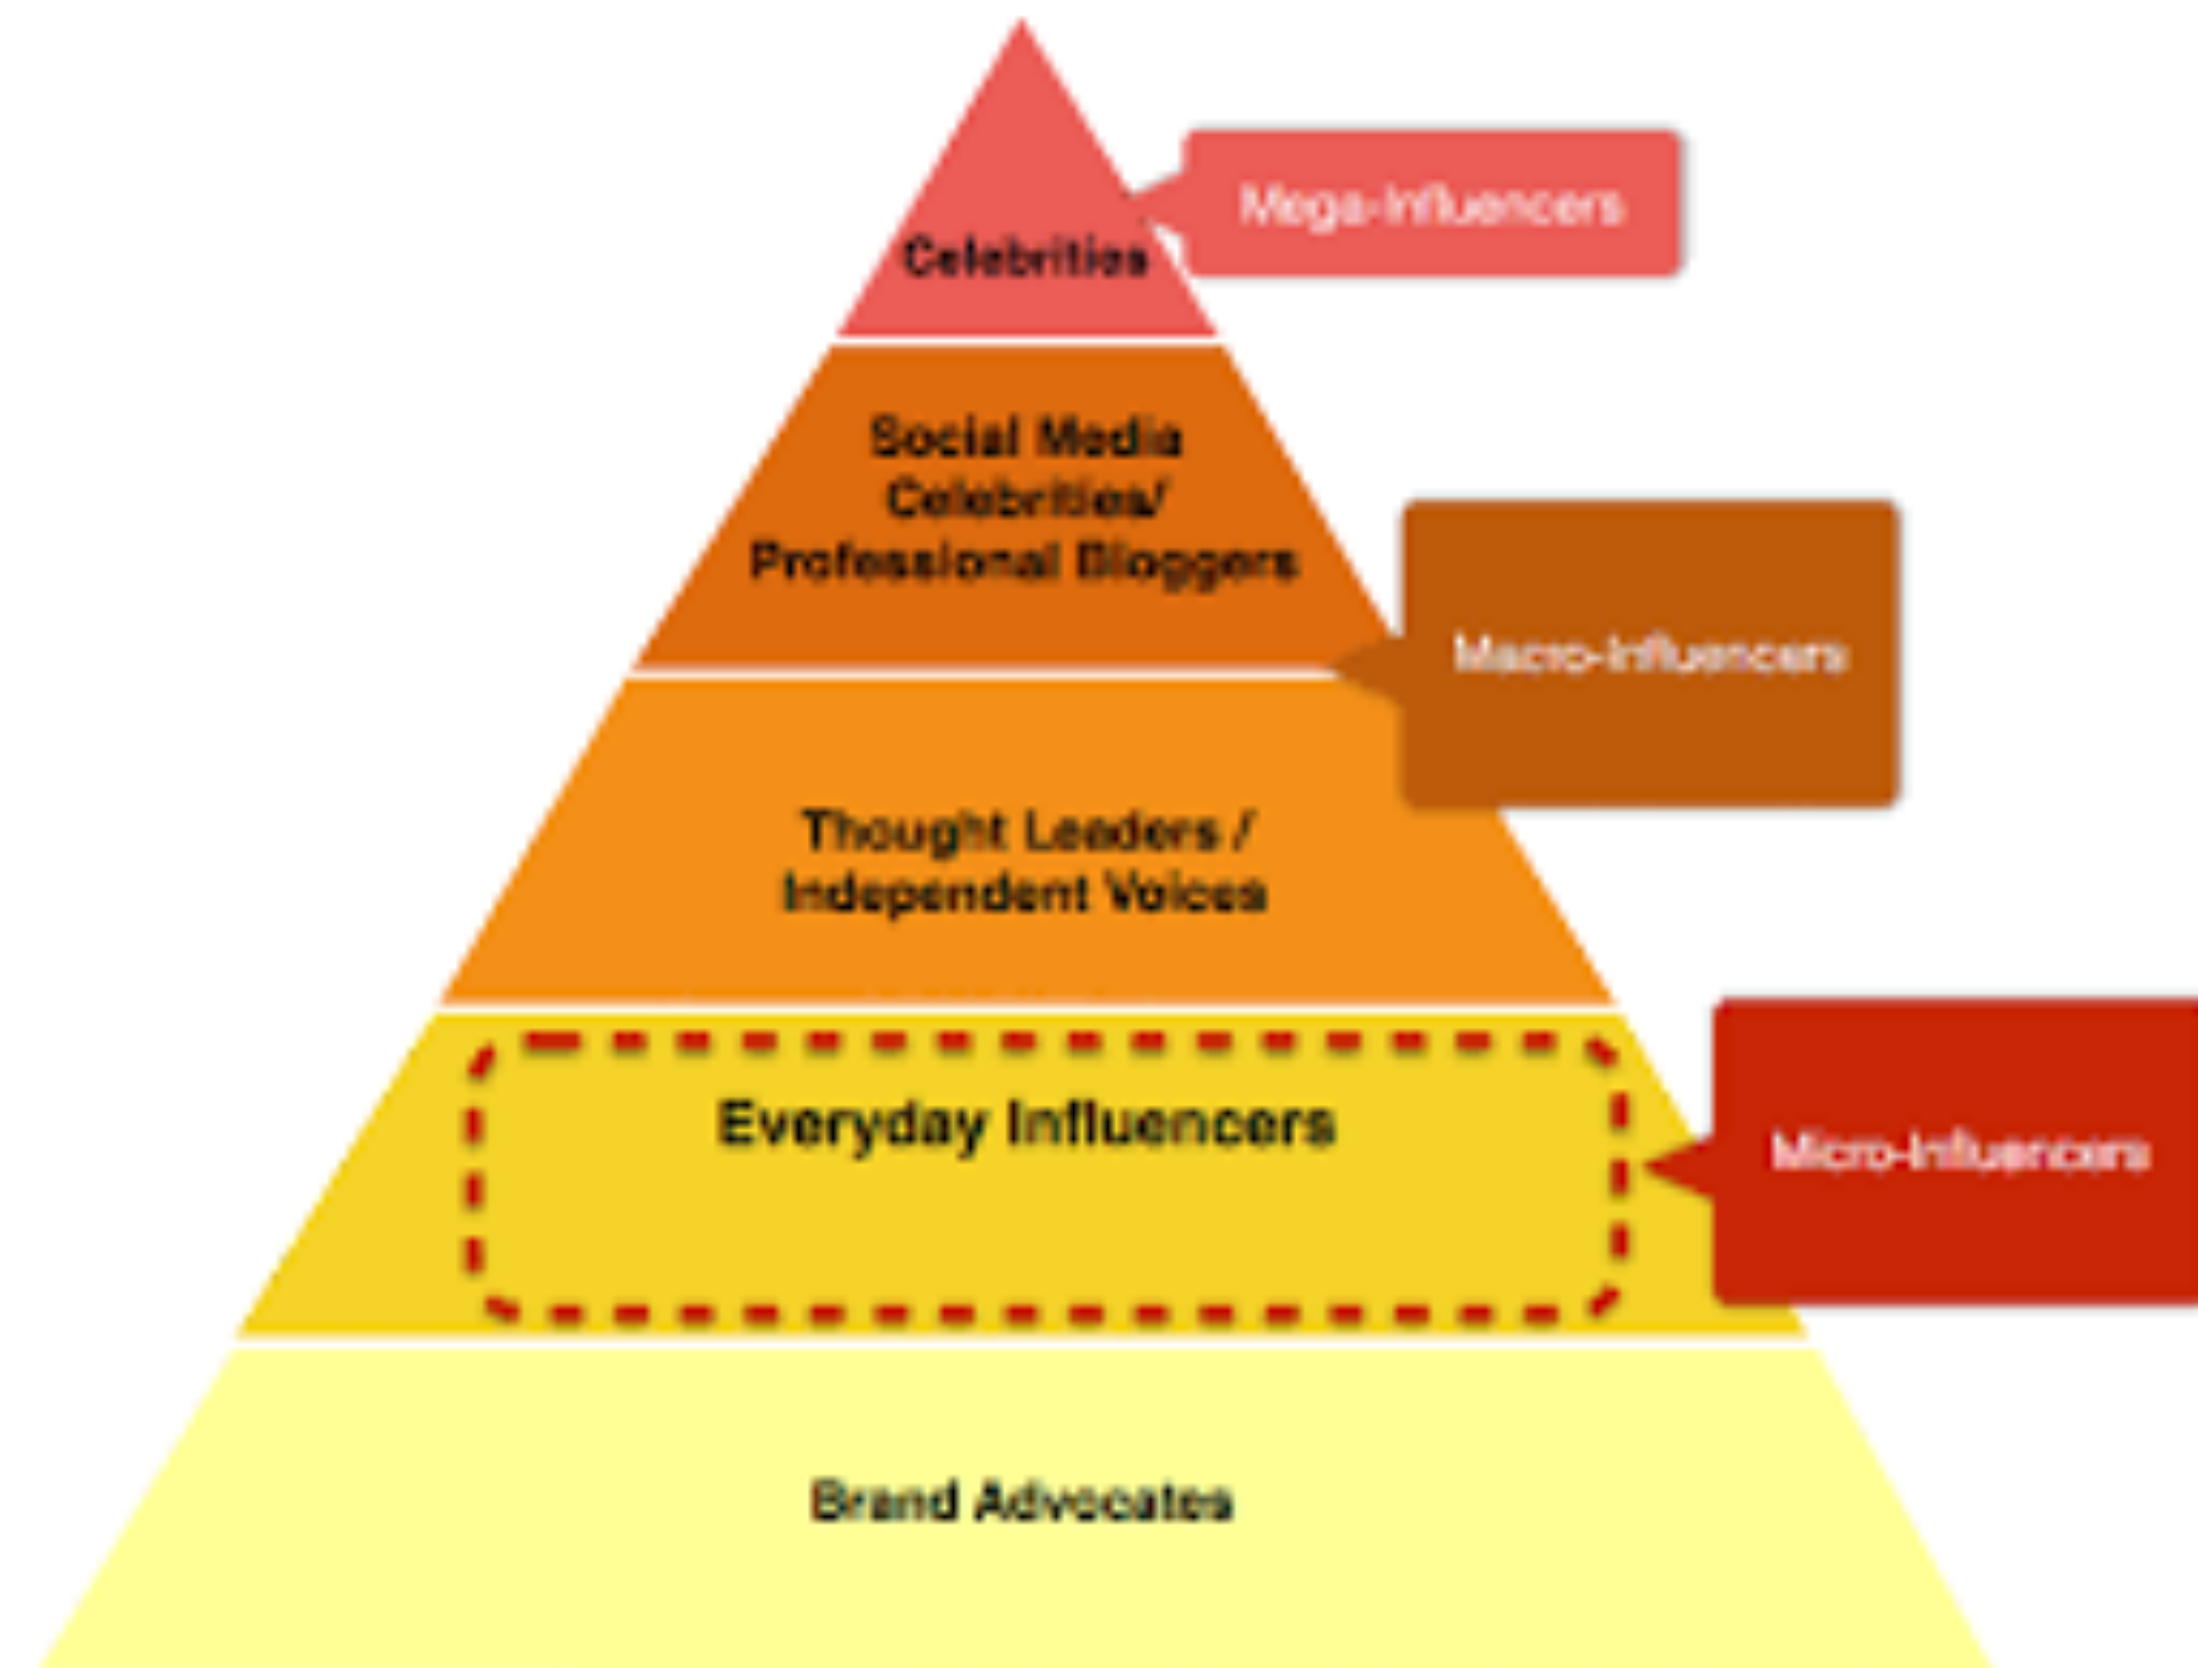 Mega-Influencers
Celebrities
Social Media
Celebrities/
Professional Bloggers
Macro-Influencers
Thought Leaders /
Independent Voices
Everyday Influencers
Micro-Influencers
Brand Advocates